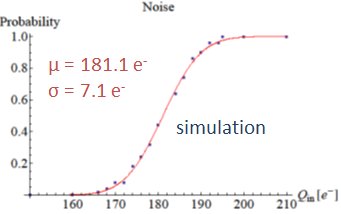 Noise
Probability
1.0
μ = 181.1 e⁻
0.8
σ = 7.1 e⁻
0.6
simulation
0.4
0.2
160 170 180 190 200 210 Qin [e⁻]